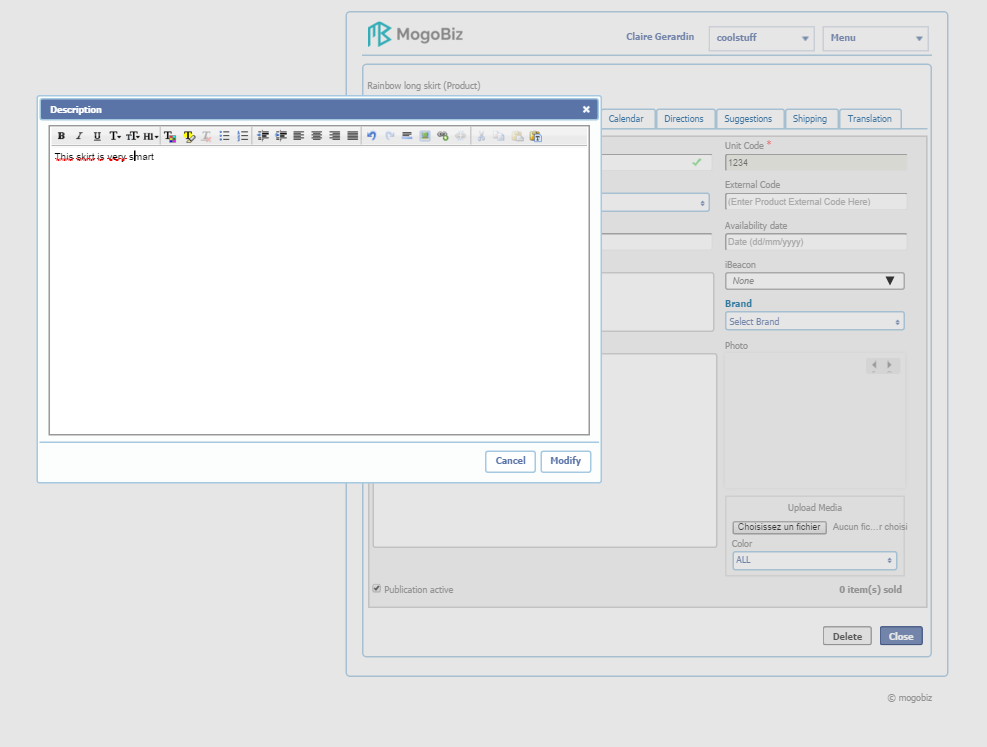 MogoBiz
Claire Gerardin
coolstuff
Menu
Rainbow long skirt (Product)
Description
Calendar
Directions
Suggestions
Shipping
Translation
This skirt is very smart
Unit Code *
1234
External Code
(Enter Product External Code Here)
Availability date
Date (dd/mm/yyyy)
iBeacon
None
Brand
Select Brand
Photo
Cancel
Modify
Upload Media
Choisissez un fichier
Aucun fic...r choisi
Color
ALL
Publication active
0 item(s) sold
Delete
Close
© mogobiz